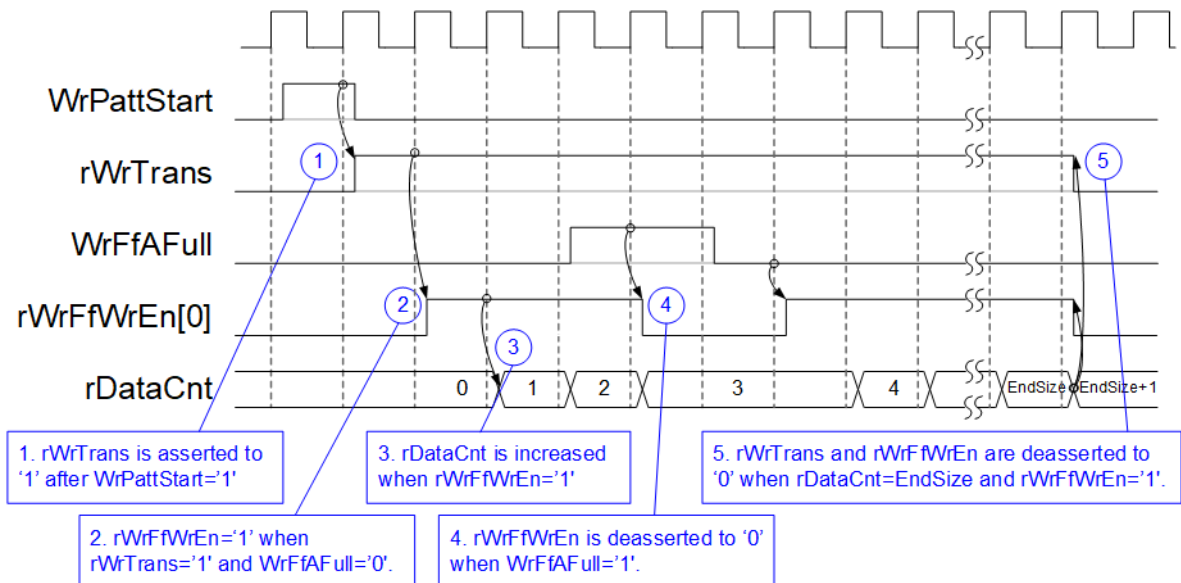 WrPattStart
rWrTrans
1
5
WrFfAFull
rWrFfWrEn[0]
2
4
3
rDataCnt
0
1
2
3
4
EndSize
EndSize+1
1. rWrTrans is asserted to
‘1’ after WrPattStart=’1'
3. rDataCnt is increased
when rWrFfWrEn=’1'
5. rWrTrans and rWrFfWrEn are deasserted to
‘0’ when rDataCnt=EndSize and rWrFfWrEn=’1'.
2. rWrFfWrEn=‘1’ when
rWrTrans=’1' and WrFfAFull=’0'.
4. rWrFfWrEn is deasserted to ‘0’
when WrFfAFull=’1'.